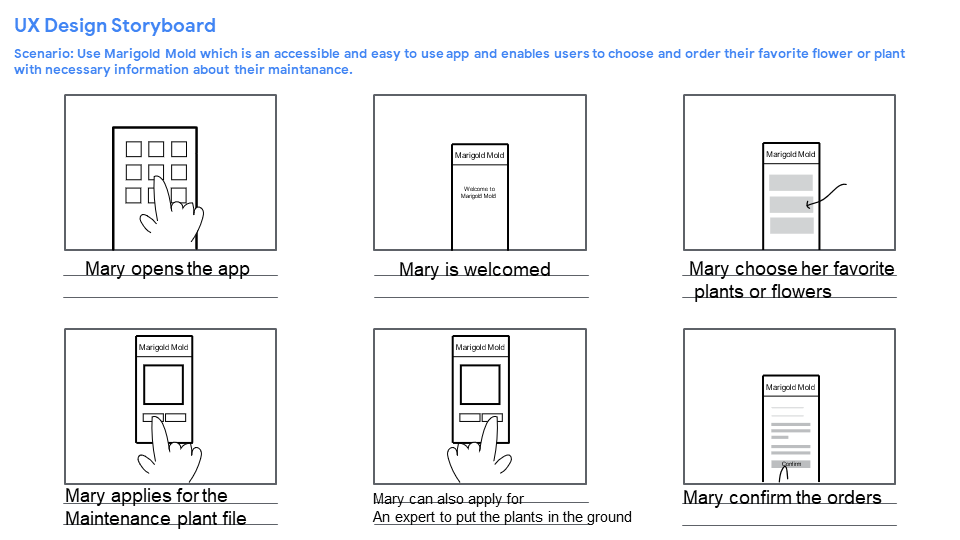 UX Design Storyboard
Scenario: Use Marigold Mold which is an accessible and easy to use app and enables users to choose and order their favorite flower or plant
with necessary information about their maintanance.
Marigold Mold
Welcome to
Marigold Mold
Marigold Mold
Mary opens the app
Mary is welcomed
Mary choose her favorite
plants or flowers
Marigold Mold
Marigold Mold
Marigold Mold
Confirm
Mary applies for the
Maintenance plant file
Mary can also apply for
An expert to put the plants in the ground
Mary confirm the orders